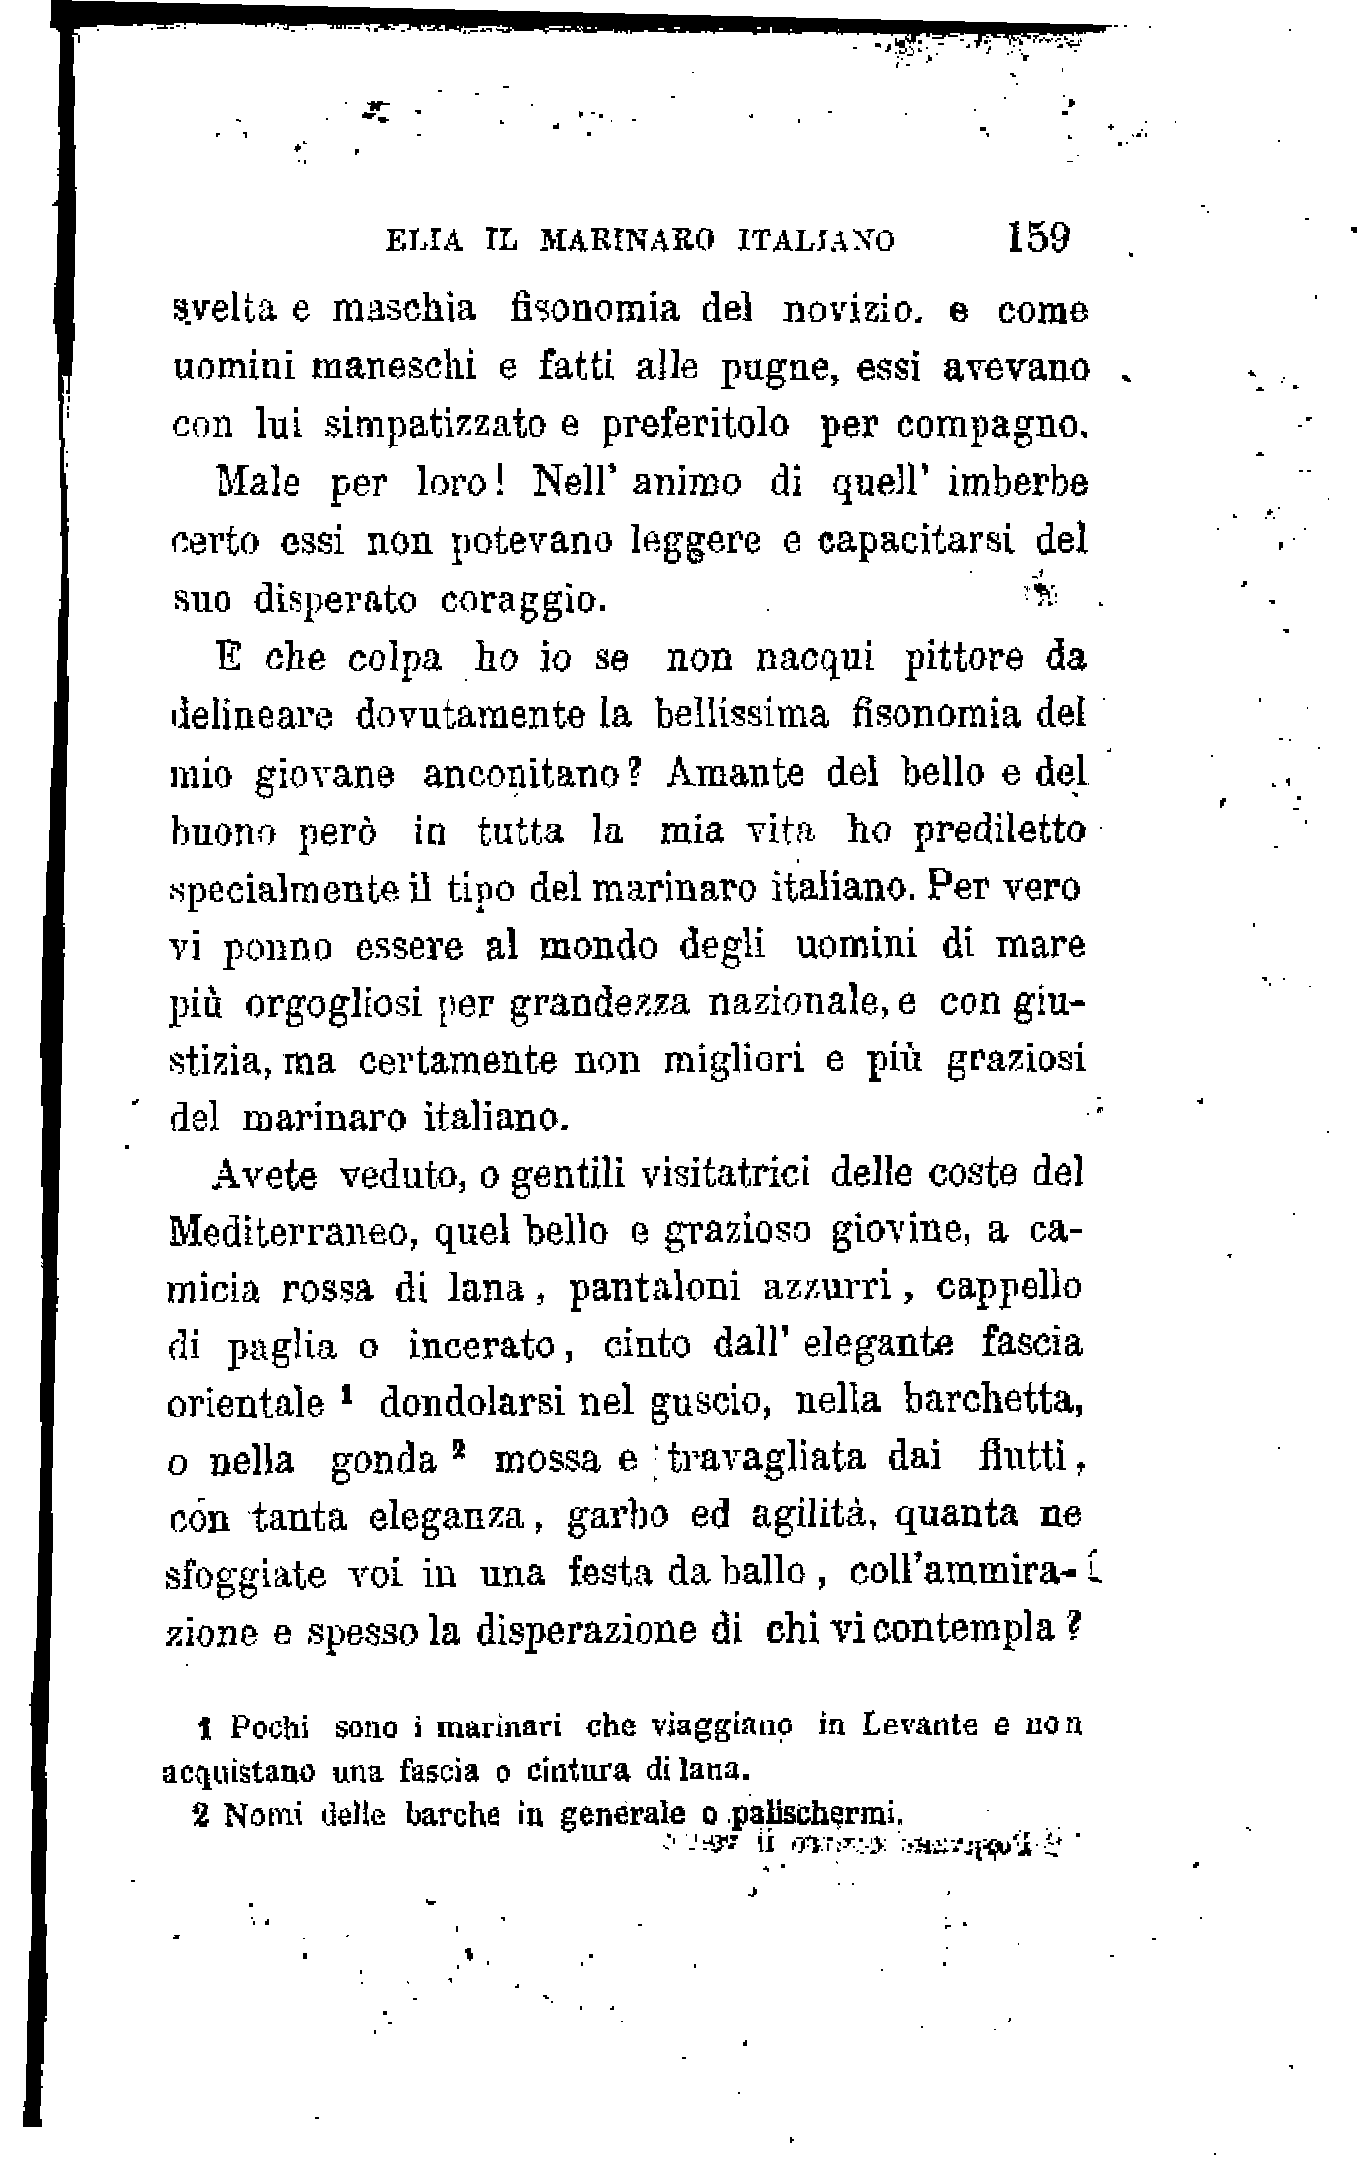 ELIA IL MARINARO ITALIANO 159
svelta e maschia fisonomia del novizio. e come
uomini maneschi e fatti alle pugne, essi avevano
con lui simpatizzato e preferitolo per compagno.
Male per loro! Nell' animo di quell' imberbe
certo essi non potevano leggere e capacitarsi del
suo disperato coraggio.
E che colpa ho io se non nacqui pittore da
delineare dovutamente la bellissima fisonomia del
mio giovane anconitano? Amante del bello e del
buono però in tutta la mia vita ho prediletto
specialmente il tipo del marinaro italiano. Per vero
vi ponno essere al mondo degli uomini di mare
più orgogliosi per grandezza nazionale, e con giu-
stizia, ma certamente non migliori e più graziosi
del marinaro italiano.
Avete veduto, o gentili visitatrici delle coste del
Mediterraneo, quel bello e grazioso giovine, a ca-
micia rossa di lana, pantaloni azzurri, cappello
di paglia o incerato, cinto dall' elegante fascia
orientale ¹ dondolarsi nel guscio, nella barchetta,
o nella gonda ² mossa e travagliata dai flutti,
con tanta eleganza, garbo ed agilità, quanta ne
sfoggiate voi in una festa da ballo, coll'ammira-
zione e spesso la disperazione di chi vi contempla?
1 Pochi sono i marinari che viaggiano in Levante e non
acquistano una fascia o cintura di lana.
2 Nomi delle barche in generale o palischermi.